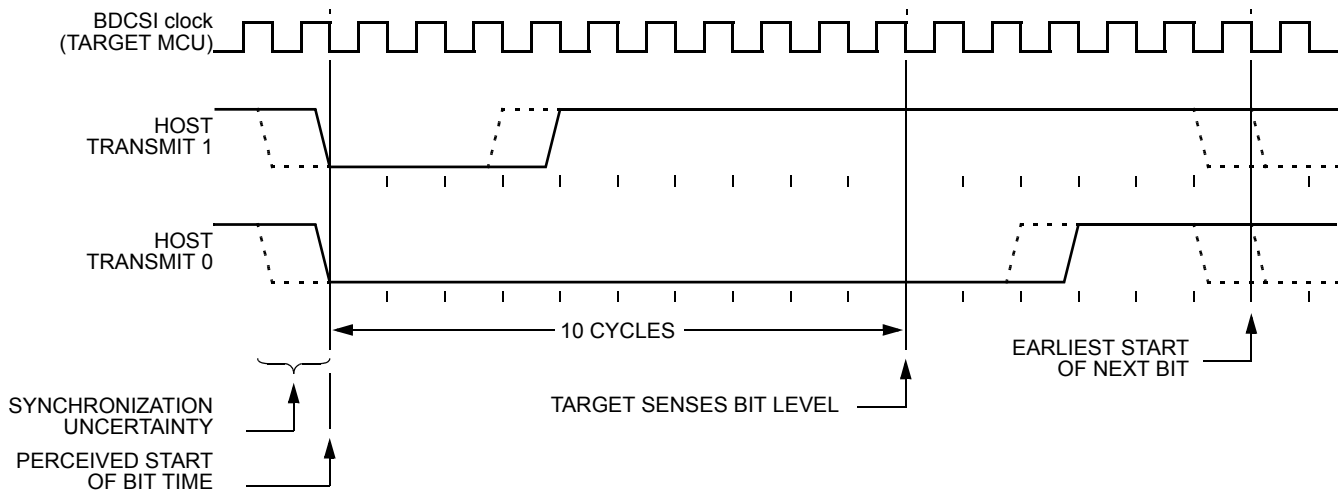 BDCSI clock
(TARGET MCU)
HOST
TRANSMIT 1
HOST
TRANSMIT 0
10 CYCLES
EARLIEST START
OF NEXT BIT
TARGET SENSES BIT LEVEL
SYNCHRONIZATION
UNCERTAINTY
PERCEIVED START
OF BIT TIME